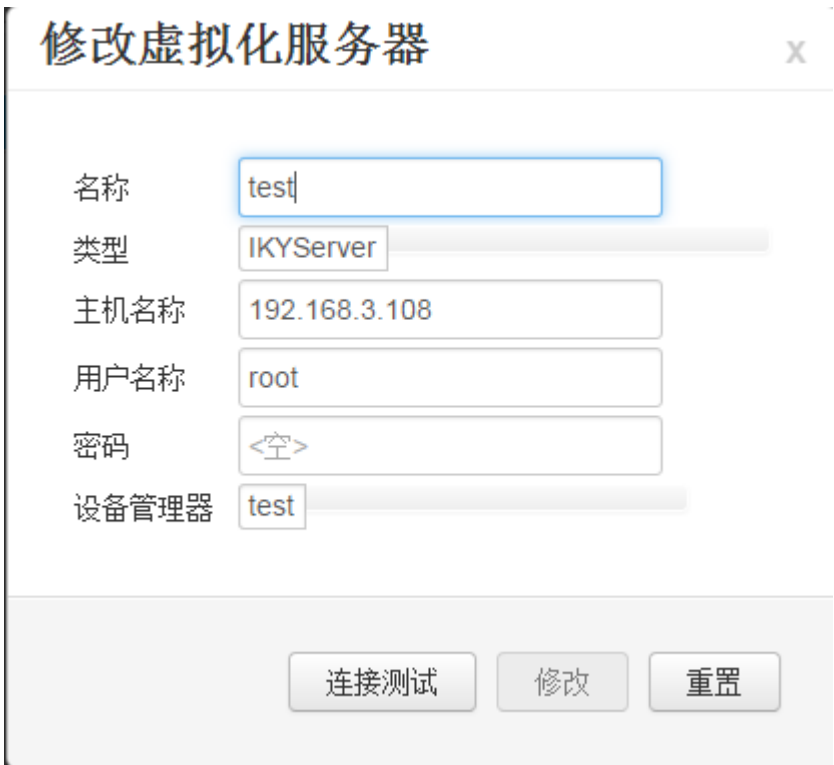 修改虚拟化服务器 x
名称 test
类型 IKYServer
主机名称 192.168.3.108
用户名称 root
密码 <空>
设备管理器 test
连接测试 修改 重置